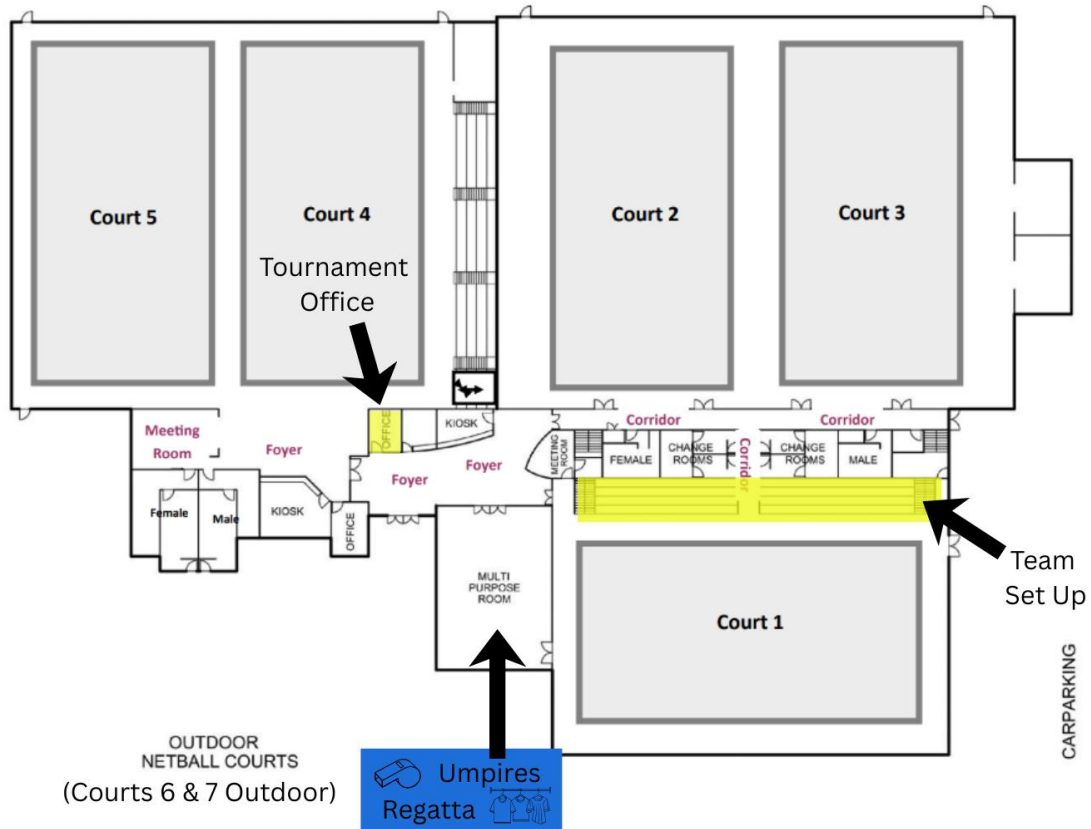 Court 5
Court 4
Court 2
Court 3
Tournament
Office
OFFICE
KIOSK
Corridor
Corridor
Meeting
Room
Foyer
Foyer
Foyer
MEETING
ROOM
FEMALE
CHANGE
ROOMS
Corridor
CHANGE
ROOMS
MALE
Female
Male
KIOSK
OFFICE
Team
Set Up
MULTI
PURPOSE
ROOM
Court 1
CARPARKING
OUTDOOR
NETBALL COURTS
(Courts 6 & 7 Outdoor)
Umpires
Regatta